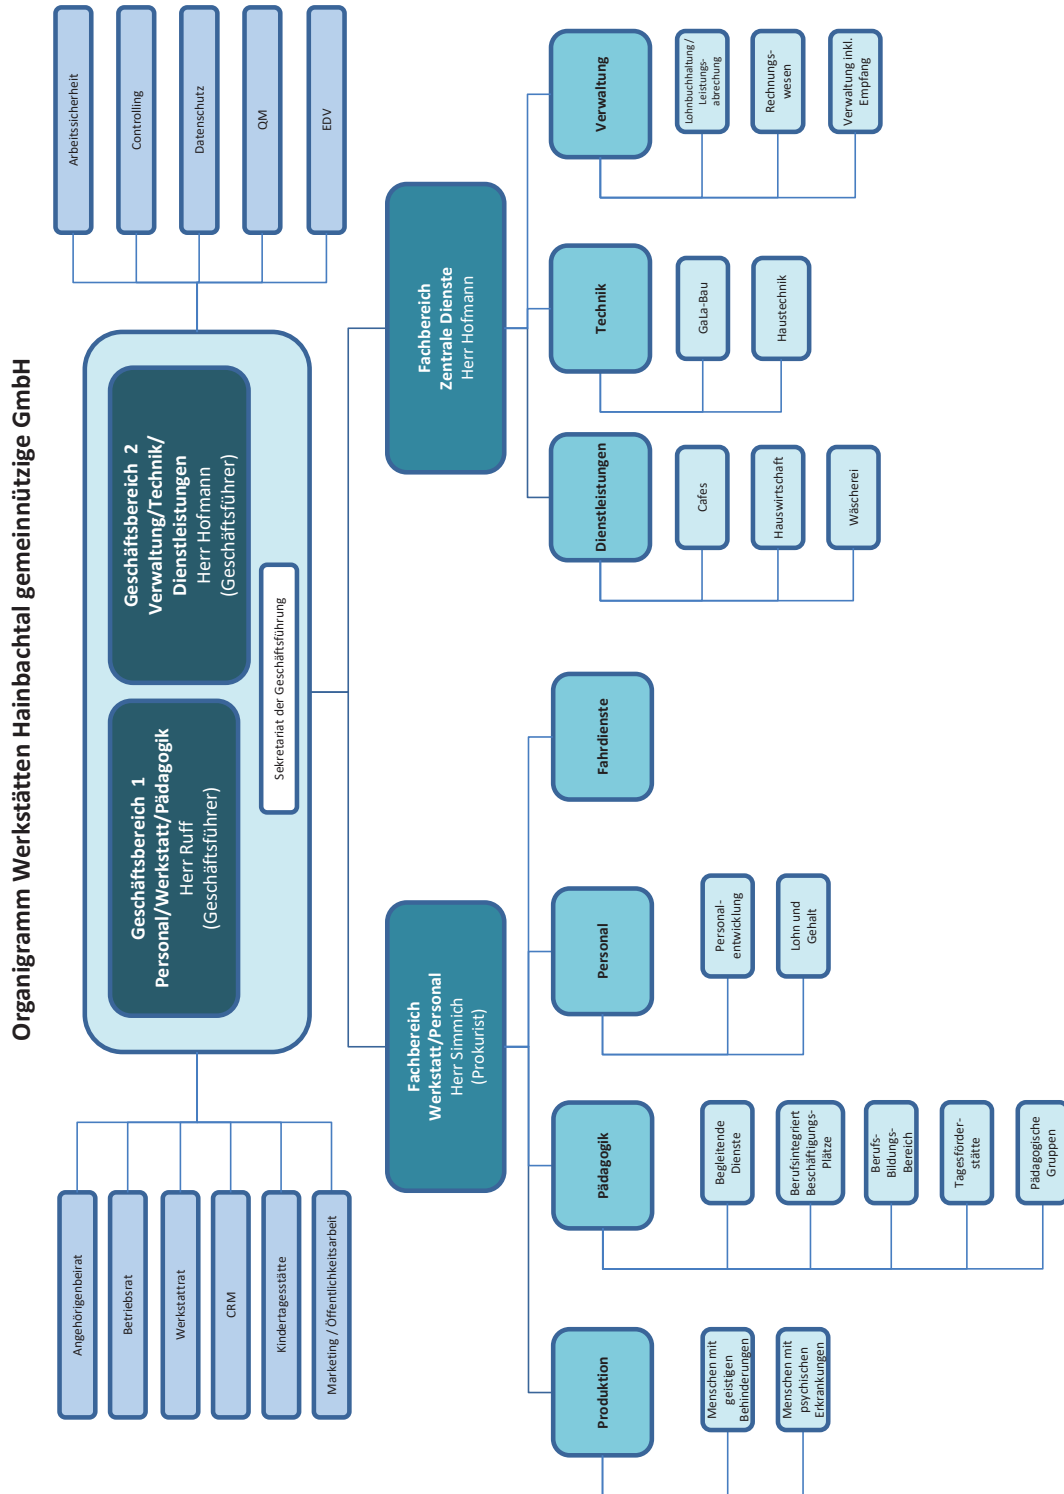 Organigramm Werkstätten Hainbachtal gemeinnützige GmbH
Angehörigenbeirat
Betriebsrat
Werkstattrat
CRM
Kindertagesstätte
Marketing / Öffentlichkeitsarbeit
Geschäftsbereich 1
Personal/Werkstatt/Pädagogik
Herr Ruff
(Geschäftsführer)
Geschäftsbereich 2
Verwaltung/Technik/
Dienstleistungen
Herr Hofmann
(Geschäftsführer)
Sekretariat der Geschäftsführung
Arbeitssicherheit
Controlling
Datenschutz
QM
EDV
Fachbereich
Werkstatt/Personal
Herr Simmich
(Prokurist)
Fachbereich
Zentrale Dienste
Herr Hofmann
Produktion
Menschen mit
geistigen
Behinderungen
Menschen mit
psychischen
Erkrankungen
Pädagogik
Begleitende
Dienste
Berufsintegriert
Beschäftigungs-
Plätze
Berufs-
Bildungs-
Bereich
Tagesförder-
stätte
Pädagogische
Gruppen
Personal
Personal-
entwicklung
Lohn und
Gehalt
Fahrdienste
Dienstleistungen
Cafes
Hauswirtschaft
Wäscherei
Technik
GaLa-Bau
Haustechnik
Verwaltung
Lohnbuchhaltung /
Leistungs-
abrechung
Rechnungs-
wesen
Verwaltung inkl.
Empfang